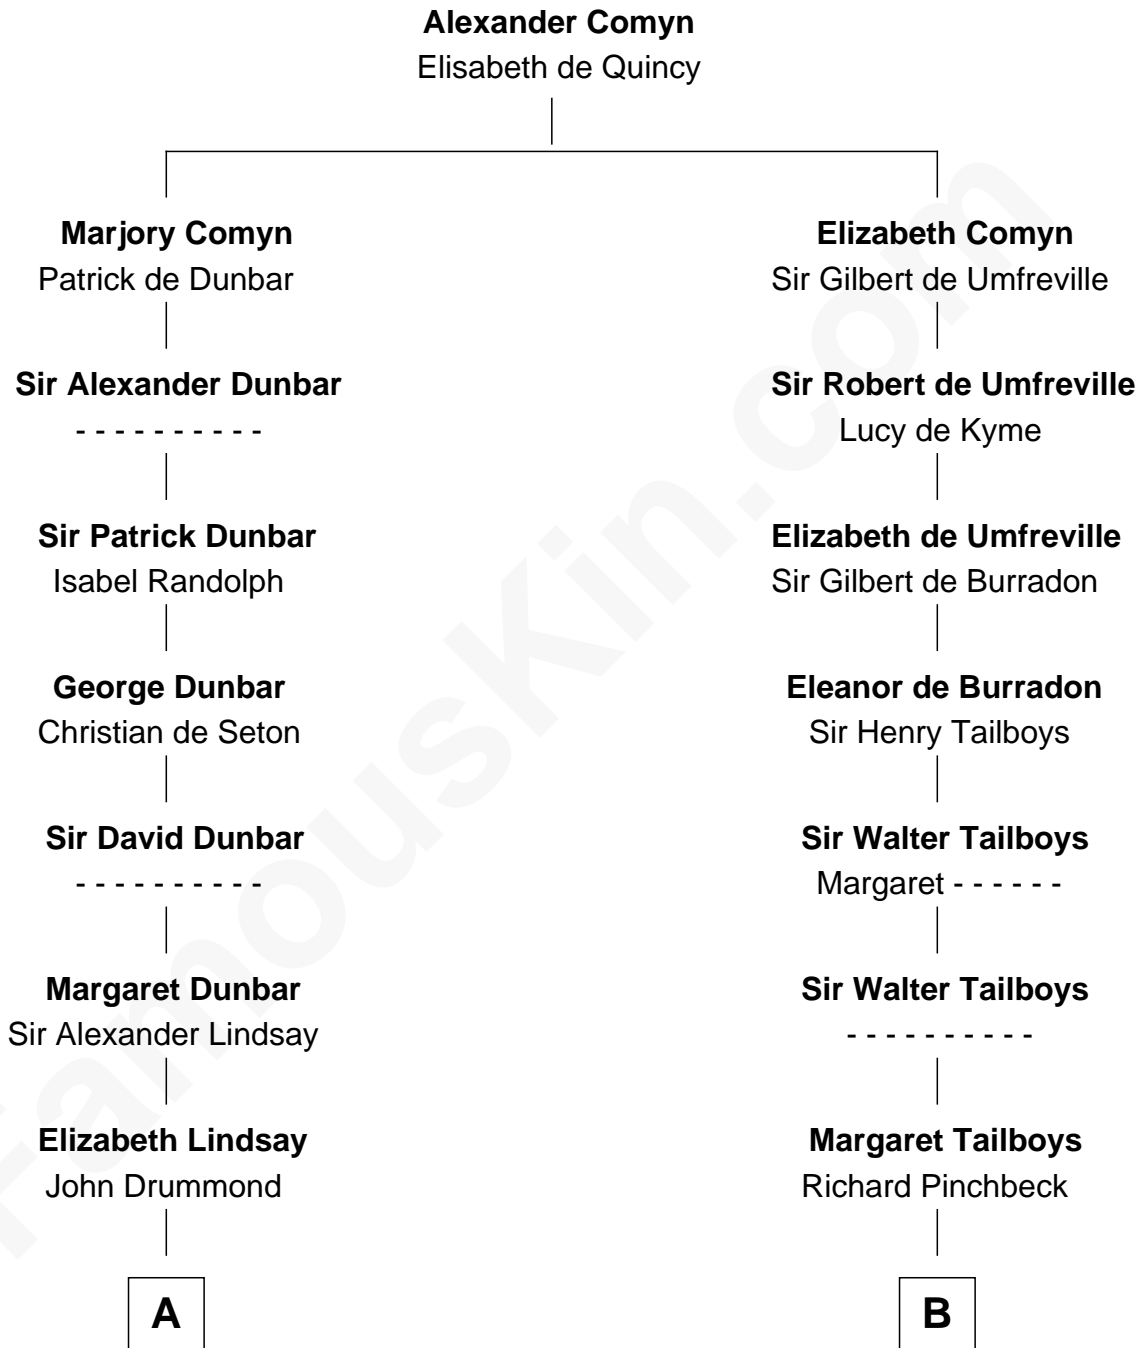 Alexander Comyn
Elisabeth de Quincy
Marjory Comyn
Patrick de Dunbar
Elizabeth Comyn
Sir Gilbert de Umfreville
Sir Alexander Dunbar
- - - - - - - - - -
Sir Robert de Umfreville
Lucy de Kyme
Sir Patrick Dunbar
Isabel Randolph
Elizabeth de Umfreville
Sir Gilbert de Burradon
George Dunbar
Christian de Seton
Eleanor de Burradon
Sir Henry Tailboys
Sir David Dunbar
- - - - - - - - - -
Sir Walter Tailboys
Margaret - - - - - -
Margaret Dunbar
Sir Alexander Lindsay
Sir Walter Tailboys
- - - - - - - - - -
Elizabeth Lindsay
John Drummond
Margaret Tailboys
Richard Pinchbeck
A
B
FamousKin.com